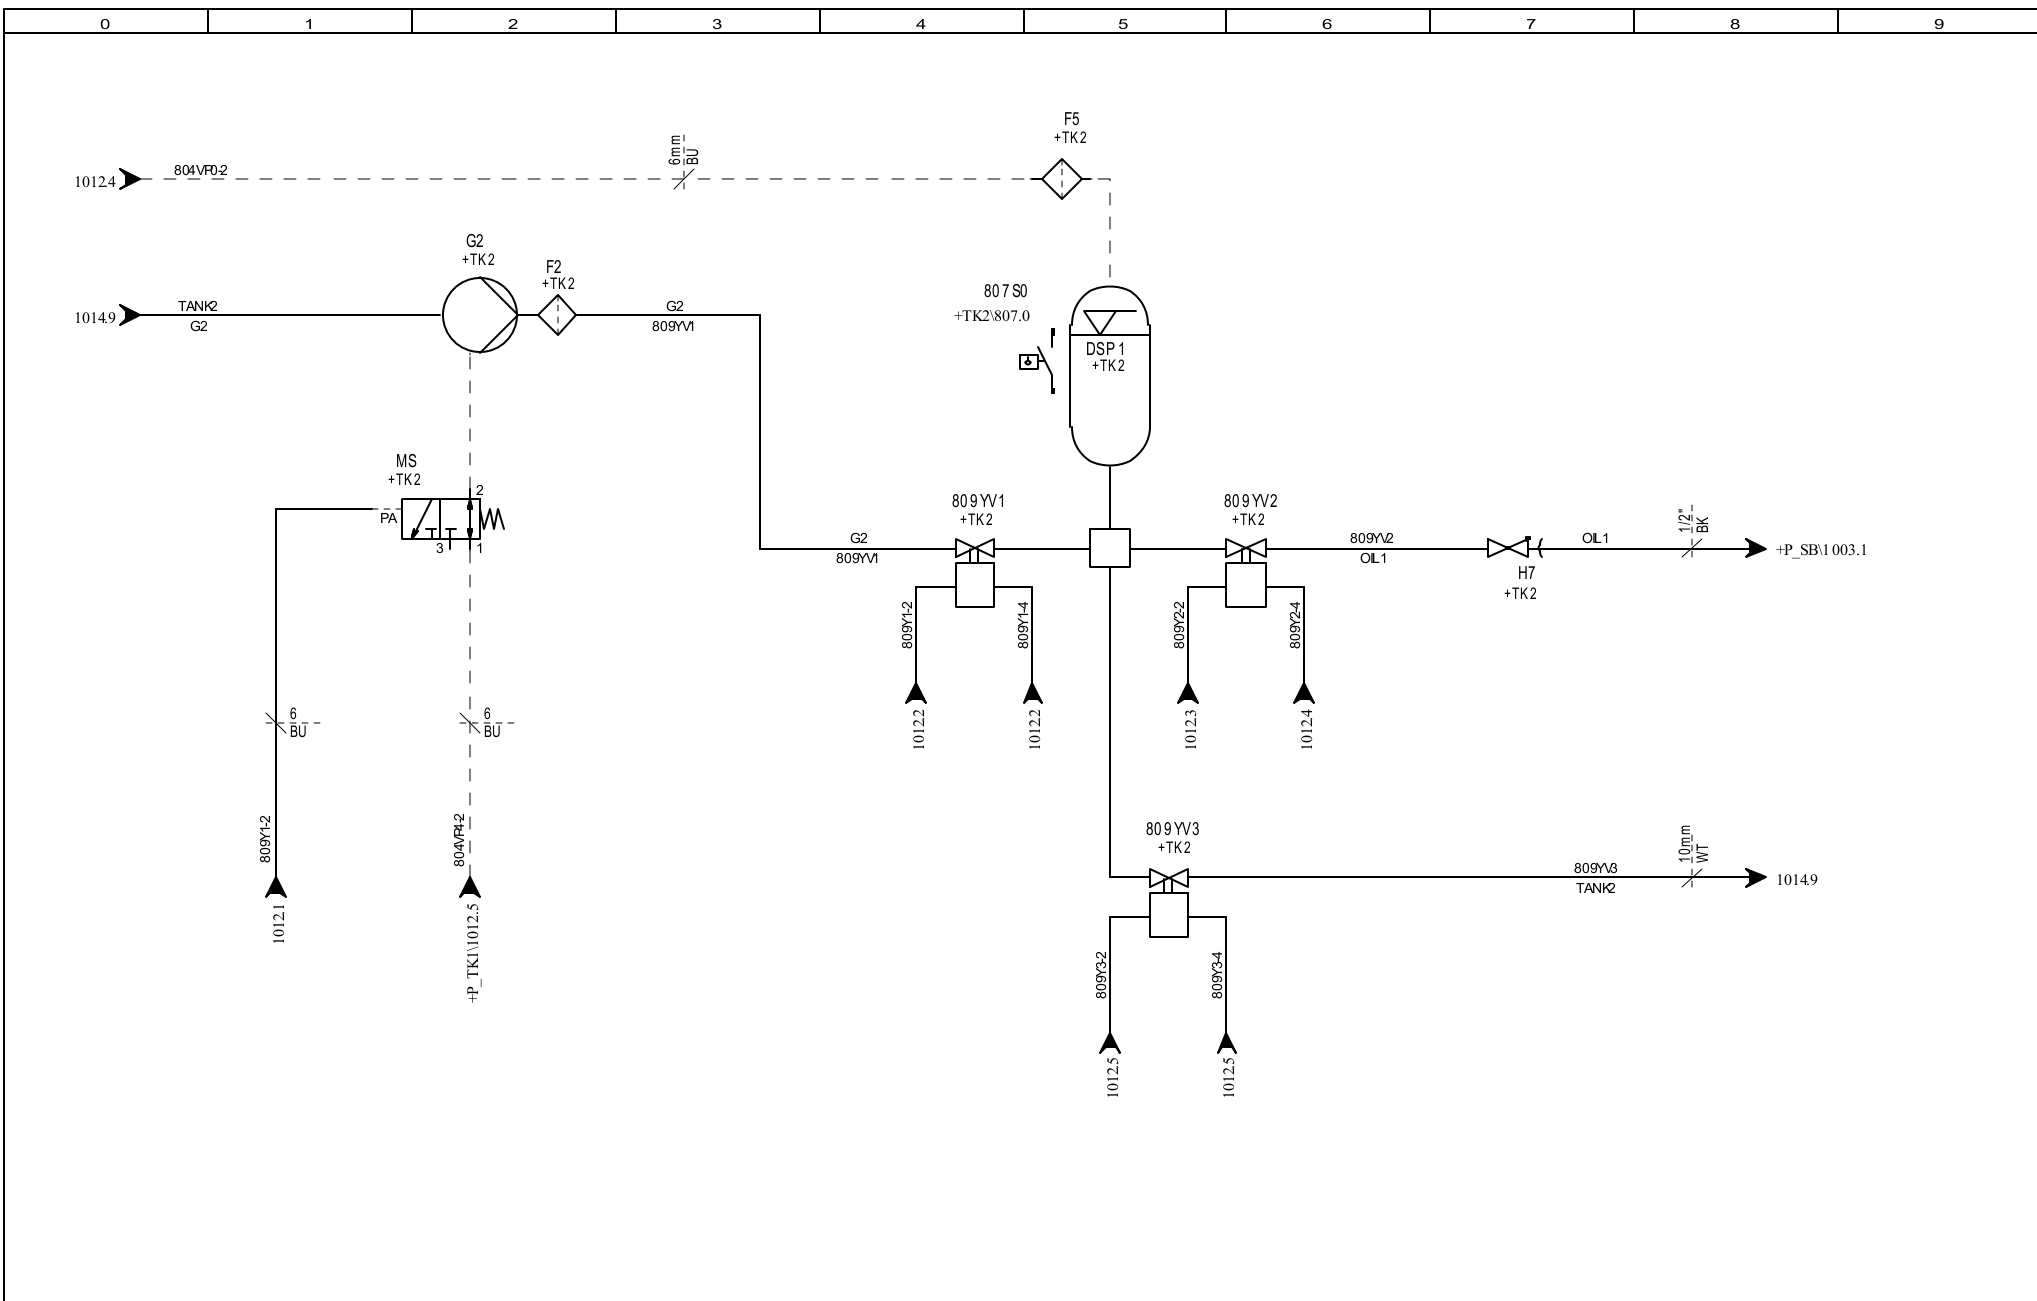 0 1 2 3 4 5 6 7 8 9
F5
+TK2
6mm
BU
804VP0-2
1012.4
G2
+TK2
F2
+TK2
807S0
+TK2\807.0
TANK2
G2
1014.9
G2
809YV1
DSP1
+TK2
MS
+TK2
2
PA
3
1
809YV1
+TK2
809YV2
+TK2
1/2"
BK
G2
809YV1
809YV2
OIL1
OIL1
+P_SB\1003.1
H7
+TK2
809Y1-2
809Y1-4
809Y2-2
809Y2-4
1012.2
1012.2
1012.3
1012.4
6
BU
6
BU
809Y1-2
804VP4-2
1012.1
+P_TK1\1012.5
809YV3
+TK2
10mm
WT
809YV3
TANK2
1014.9
809Y3-2
809Y3-4
1012.5
1012.5